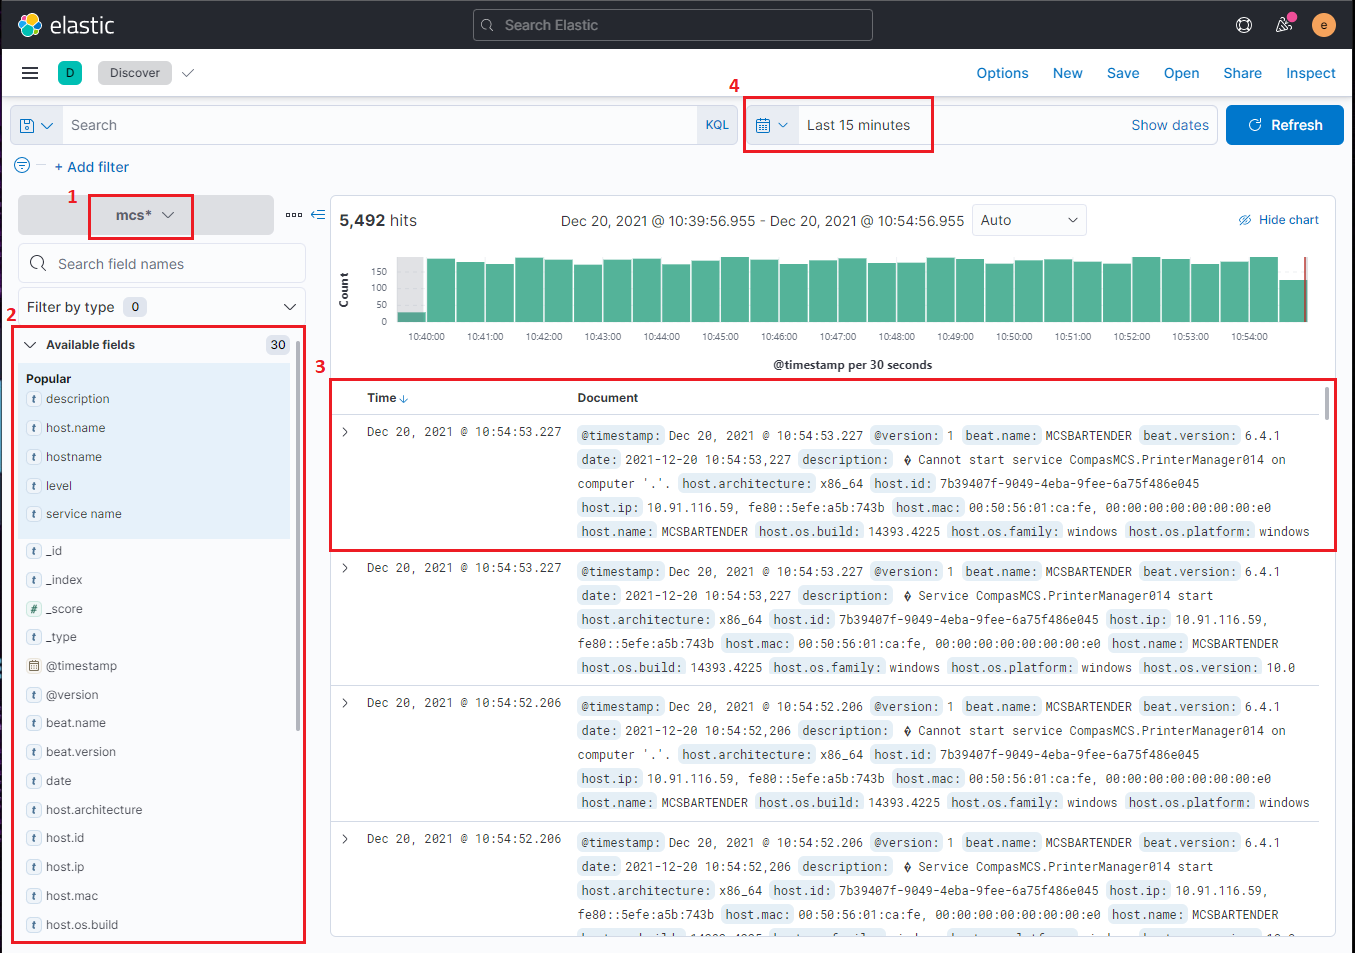 elastic
Search Elastic
e
D
Discover
Options
New
Save
Open
Share
Inspect
4
Search
KQL
Last 15 minutes
Show dates
Refresh
+ Add filter
1
mcs*
5,492 hits
Dec 20, 2021 @ 10:39:56.955 - Dec 20, 2021 @ 10:54:56.955
Auto
Hide chart
Search field names
Filter by type 0
2
Available fields 30
Popular
t description
t host.name
t hostname
t level
t service name
t _id
t _index
# _score
t _type
@timestamp
t @version
t beat.name
t beat.version
t date
t host.architecture
t host.id
t host.ip
t host.mac
t host.os.build
Count
150
100
50
0
10:40:00 10:41:00 10:42:00 10:43:00 10:44:00 10:45:00 10:46:00 10:47:00 10:48:00 10:49:00 10:50:00 10:51:00 10:52:00 10:53:00 10:54:00
@timestamp per 30 seconds
3
Time Document
Dec 20, 2021 @ 10:54:53.227
@timestamp: Dec 20, 2021 @ 10:54:53.227 @version: 1 beat.name: MCSBARTENDER beat.version: 6.4.1
date: 2021-12-20 10:54:53,227 description: � Cannot start service CompasMCS.PrinterManager014 on
computer '.'. host.architecture: x86_64 host.id: 7b39407f-9049-4eba-9fee-6a75f486e045
host.ip: 10.91.116.59, fe80::5efe:a5b:743b host.mac: 00:50:56:01:ca:fe, 00:00:00:00:00:00:00:e0
host.name: MCSBARTENDER host.os.build: 14393.4225 host.os.family: windows host.os.platform: windows
Dec 20, 2021 @ 10:54:53.227
@timestamp: Dec 20, 2021 @ 10:54:53.227 @version: 1 beat.name: MCSBARTENDER beat.version: 6.4.1
date: 2021-12-20 10:54:53,227 description: � Service CompasMCS.PrinterManager014 start
host.architecture: x86_64 host.id: 7b39407f-9049-4eba-9fee-6a75f486e045 host.ip: 10.91.116.59,
fe80::5efe:a5b:743b host.mac: 00:50:56:01:ca:fe, 00:00:00:00:00:00:00:e0 host.name: MCSBARTENDER
host.os.build: 14393.4225 host.os.family: windows host.os.platform: windows host.os.version: 10.0
Dec 20, 2021 @ 10:54:52.206
@timestamp: Dec 20, 2021 @ 10:54:52.206 @version: 1 beat.name: MCSBARTENDER beat.version: 6.4.1
date: 2021-12-20 10:54:52,206 description: � Cannot start service CompasMCS.PrinterManager014 on
computer '.'. host.architecture: x86_64 host.id: 7b39407f-9049-4eba-9fee-6a75f486e045
host.ip: 10.91.116.59, fe80::5efe:a5b:743b host.mac: 00:50:56:01:ca:fe, 00:00:00:00:00:00:00:e0
host.name: MCSBARTENDER host.os.build: 14393.4225 host.os.family: windows host.os.platform: windows
Dec 20, 2021 @ 10:54:52.206
@timestamp: Dec 20, 2021 @ 10:54:52.206 @version: 1 beat.name: MCSBARTENDER beat.version: 6.4.1
date: 2021-12-20 10:54:52,206 description: � Service CompasMCS.PrinterManager014 start
host.architecture: x86_64 host.id: 7b39407f-9049-4eba-9fee-6a75f486e045 host.ip: 10.91.116.59,
fe80::5efe:a5b:743b host.mac: 00:50:56:01:ca:fe, 00:00:00:00:00:00:00:e0 host.name: MCSBARTENDER